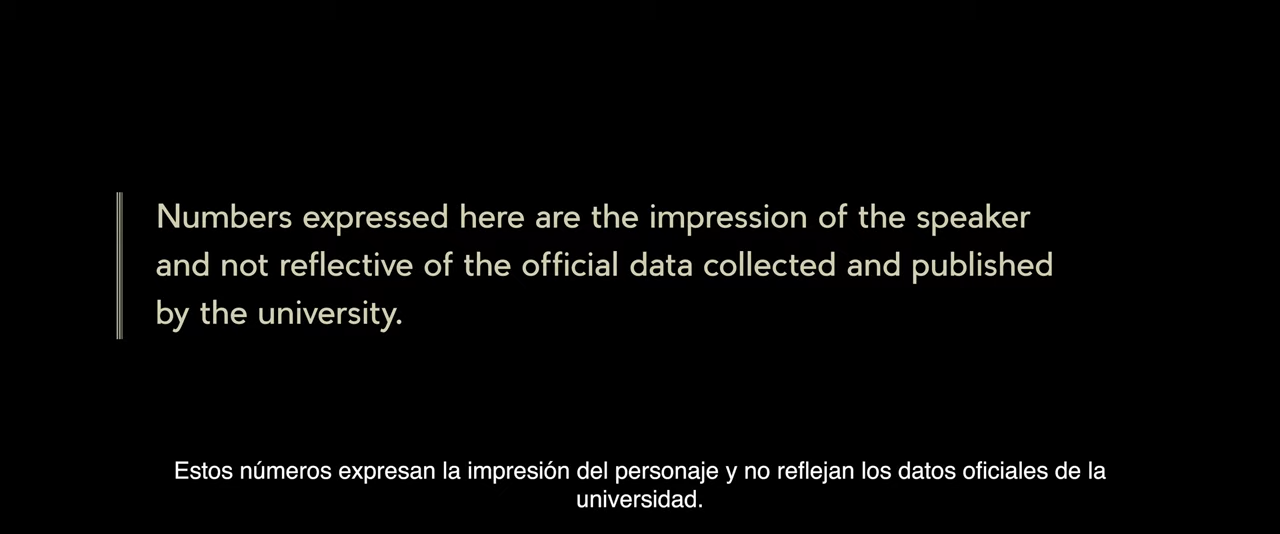 Numbers expressed here are the impression of the speaker
and not reflective of the official data collected and published
by the university.
Estos números expresan la impresión del personaje y no reflejan los datos oficiales de la
universidad.